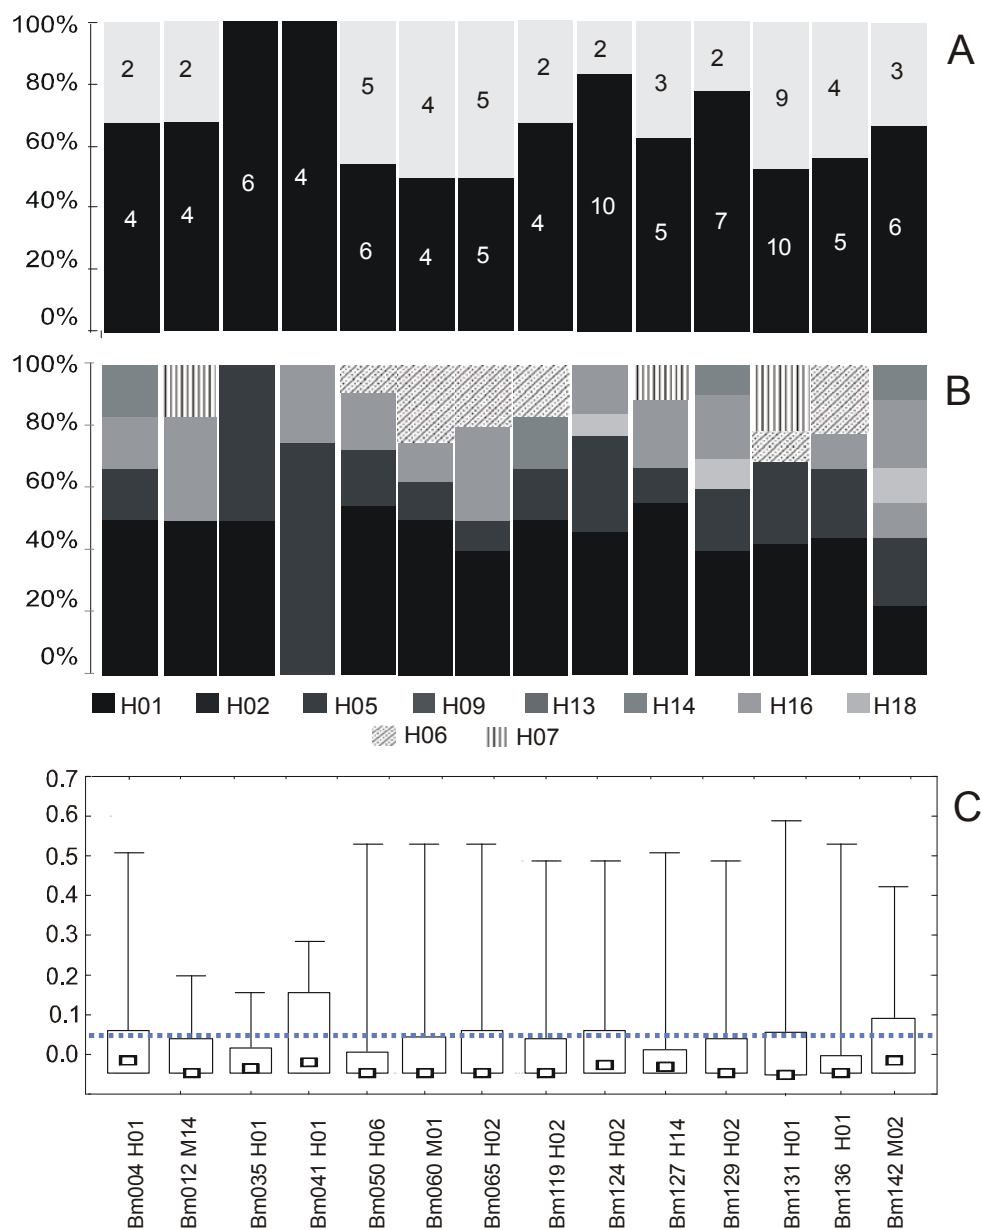 A
100%
80%
60%
40%
20%
0%
2 2 5 4 5 2 2 3 2 9 4 3
4 4 6 4 6 4 5 4 10 5 7 10 5 6
B
100%
80%
60%
40%
20%
0%
H01 H02 H05 H09 H13 H14 H16 H18
H06 H07
C
0.7
0.6
0.5
0.4
0.3
0.2
0.1
0.0
Bm004 H01
Bm012 M14
Bm035 H01
Bm041 H01
Bm050 H06
Bm060 M01
Bm065 H02
Bm119 H02
Bm124 H02
Bm127 H14
Bm129 H02
Bm131 H01
Bm136 H01
Bm142 M02